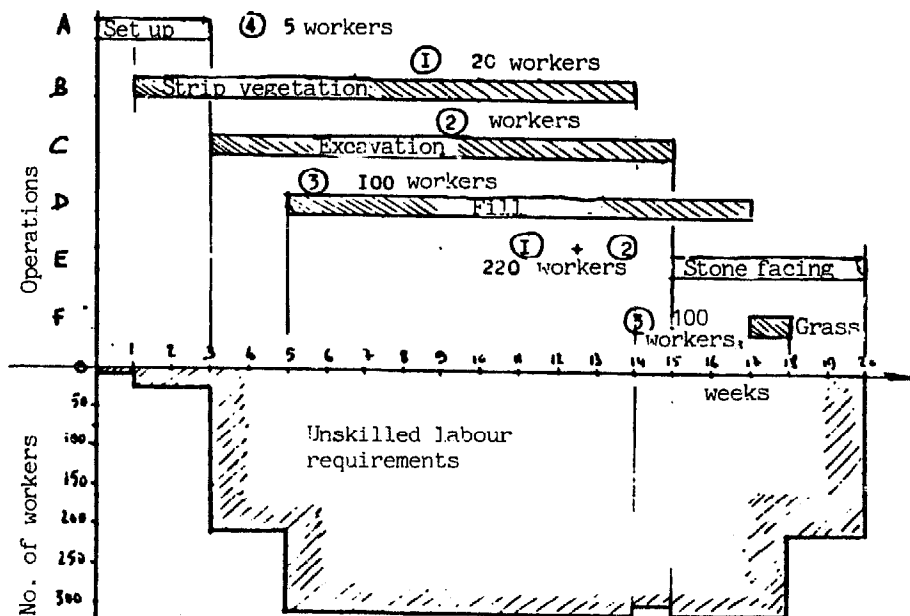 A Set up ④ 5 workers
① 20 workers
B Strip vegetation
② workers
C Excavation
③ 100 workers
D Fill
① + ②
E 220 workers Stone facing
③ 100
F workers, Grass
Operations
0 1 2 3 4 5 6 7 8 9 10 11 12 13 14 15 16 17 18 19 20
weeks
50
100
150
200
250
300
No. of workers
Unskilled labour
requirements